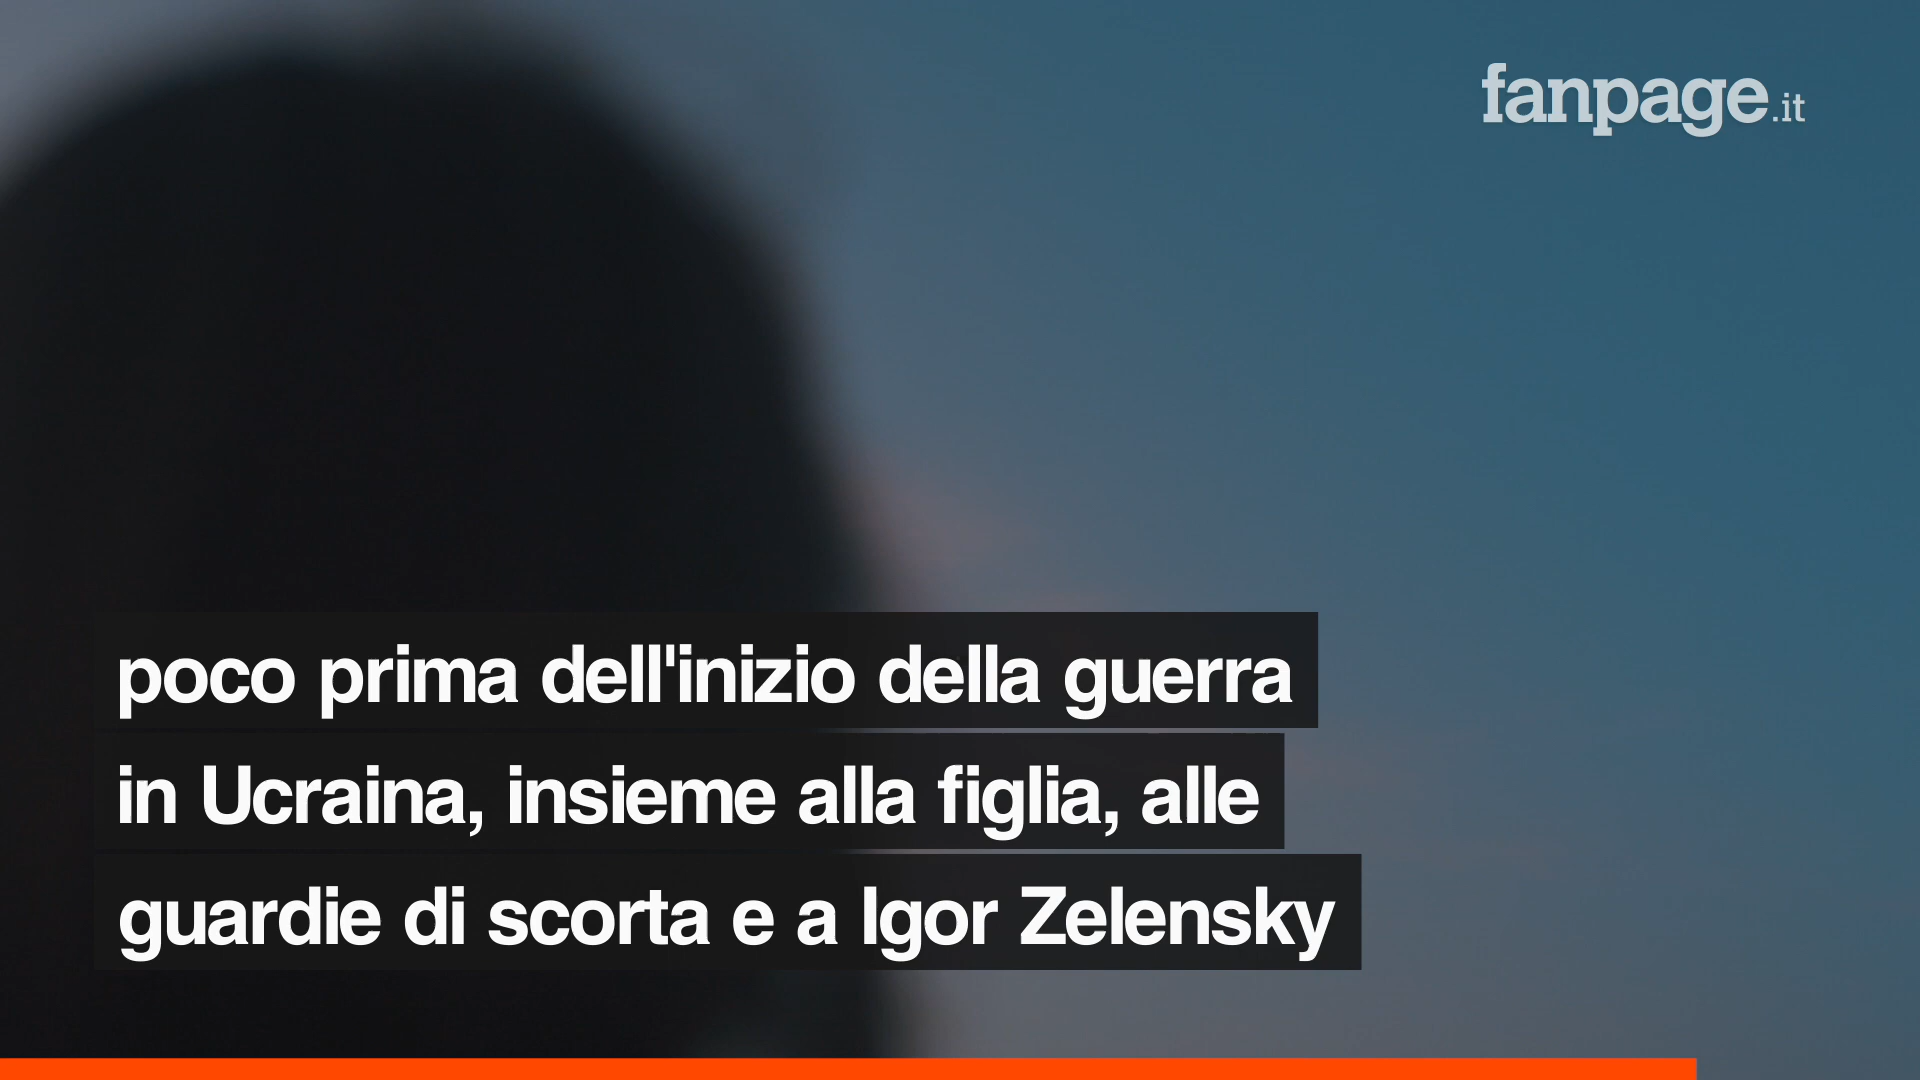 fanpage.it
poco prima dell'inizio della guerra
in Ucraina, insieme alla figlia, alle
guardie di scorta e a Igor Zelensky